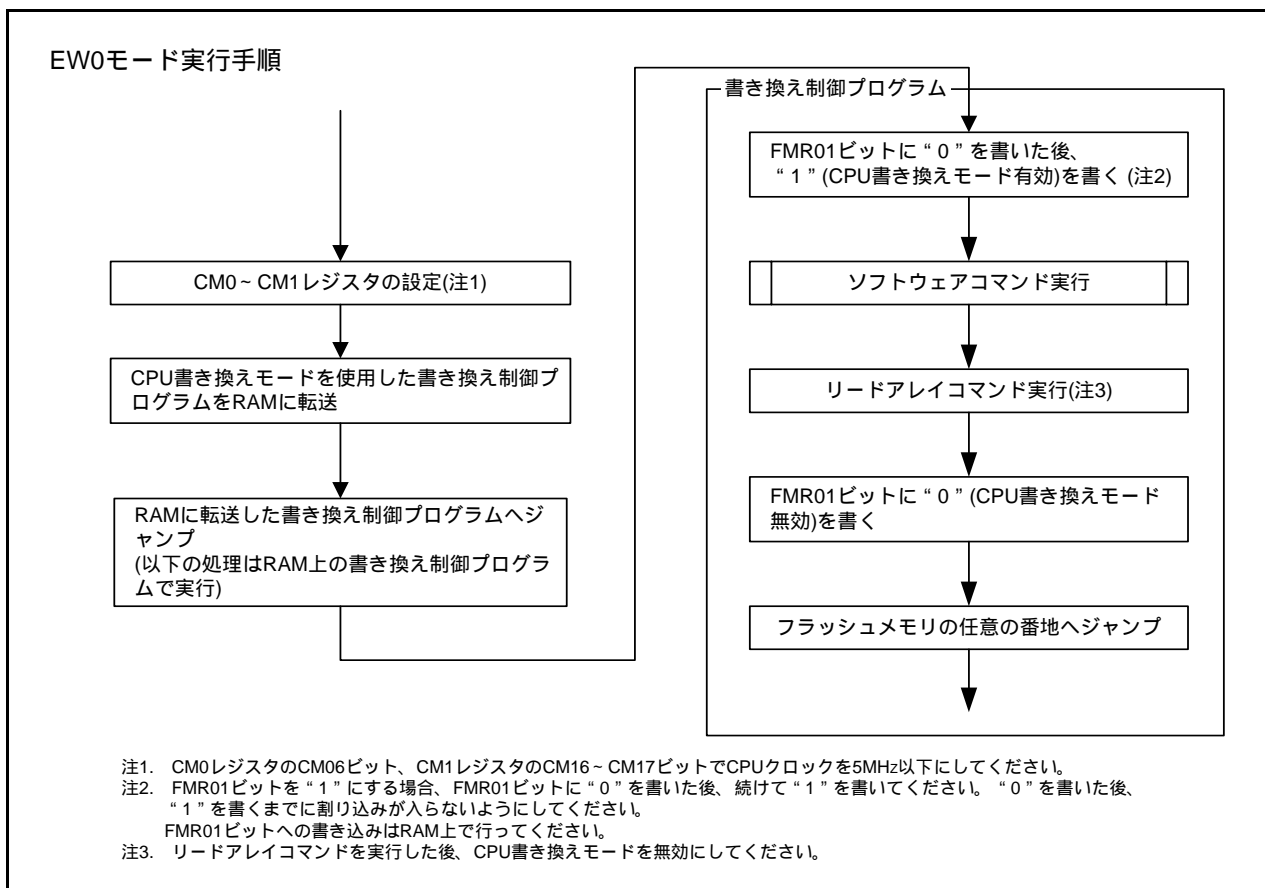 EW0モード実行手順
CM0~CM1レジスタの設定(注1)
CPU書き換えモードを使用した書き換え制御プ
ログラムをRAMに転送
RAMに転送した書き換え制御プログラムへジ
ャンプ
(以下の処理はRAM上の書き換え制御プログラ
ムで実行)
書き換え制御プログラム
FMR01ビットに“0”を書いた後、
“1”(CPU書き換えモード有効)を書く (注2)
ソフトウェアコマンド実行
リードアレイコマンド実行(注3)
FMR01ビットに“0”(CPU書き換えモード
無効)を書く
フラッシュメモリの任意の番地へジャンプ
注1. CM0レジスタのCM06ビット、CM1レジスタのCM16~CM17ビットでCPUクロックを5MHz以下にしてください。
注2. FMR01ビットを“1”にする場合、FMR01ビットに“0”を書いた後、続けて“1”を書いてください。“0”を書いた後、
“1”を書くまでに割り込みが入らないようにしてください。
FMR01ビットへの書き込みはRAM上で行ってください。
注3. リードアレイコマンドを実行した後、CPU書き換えモードを無効にしてください。